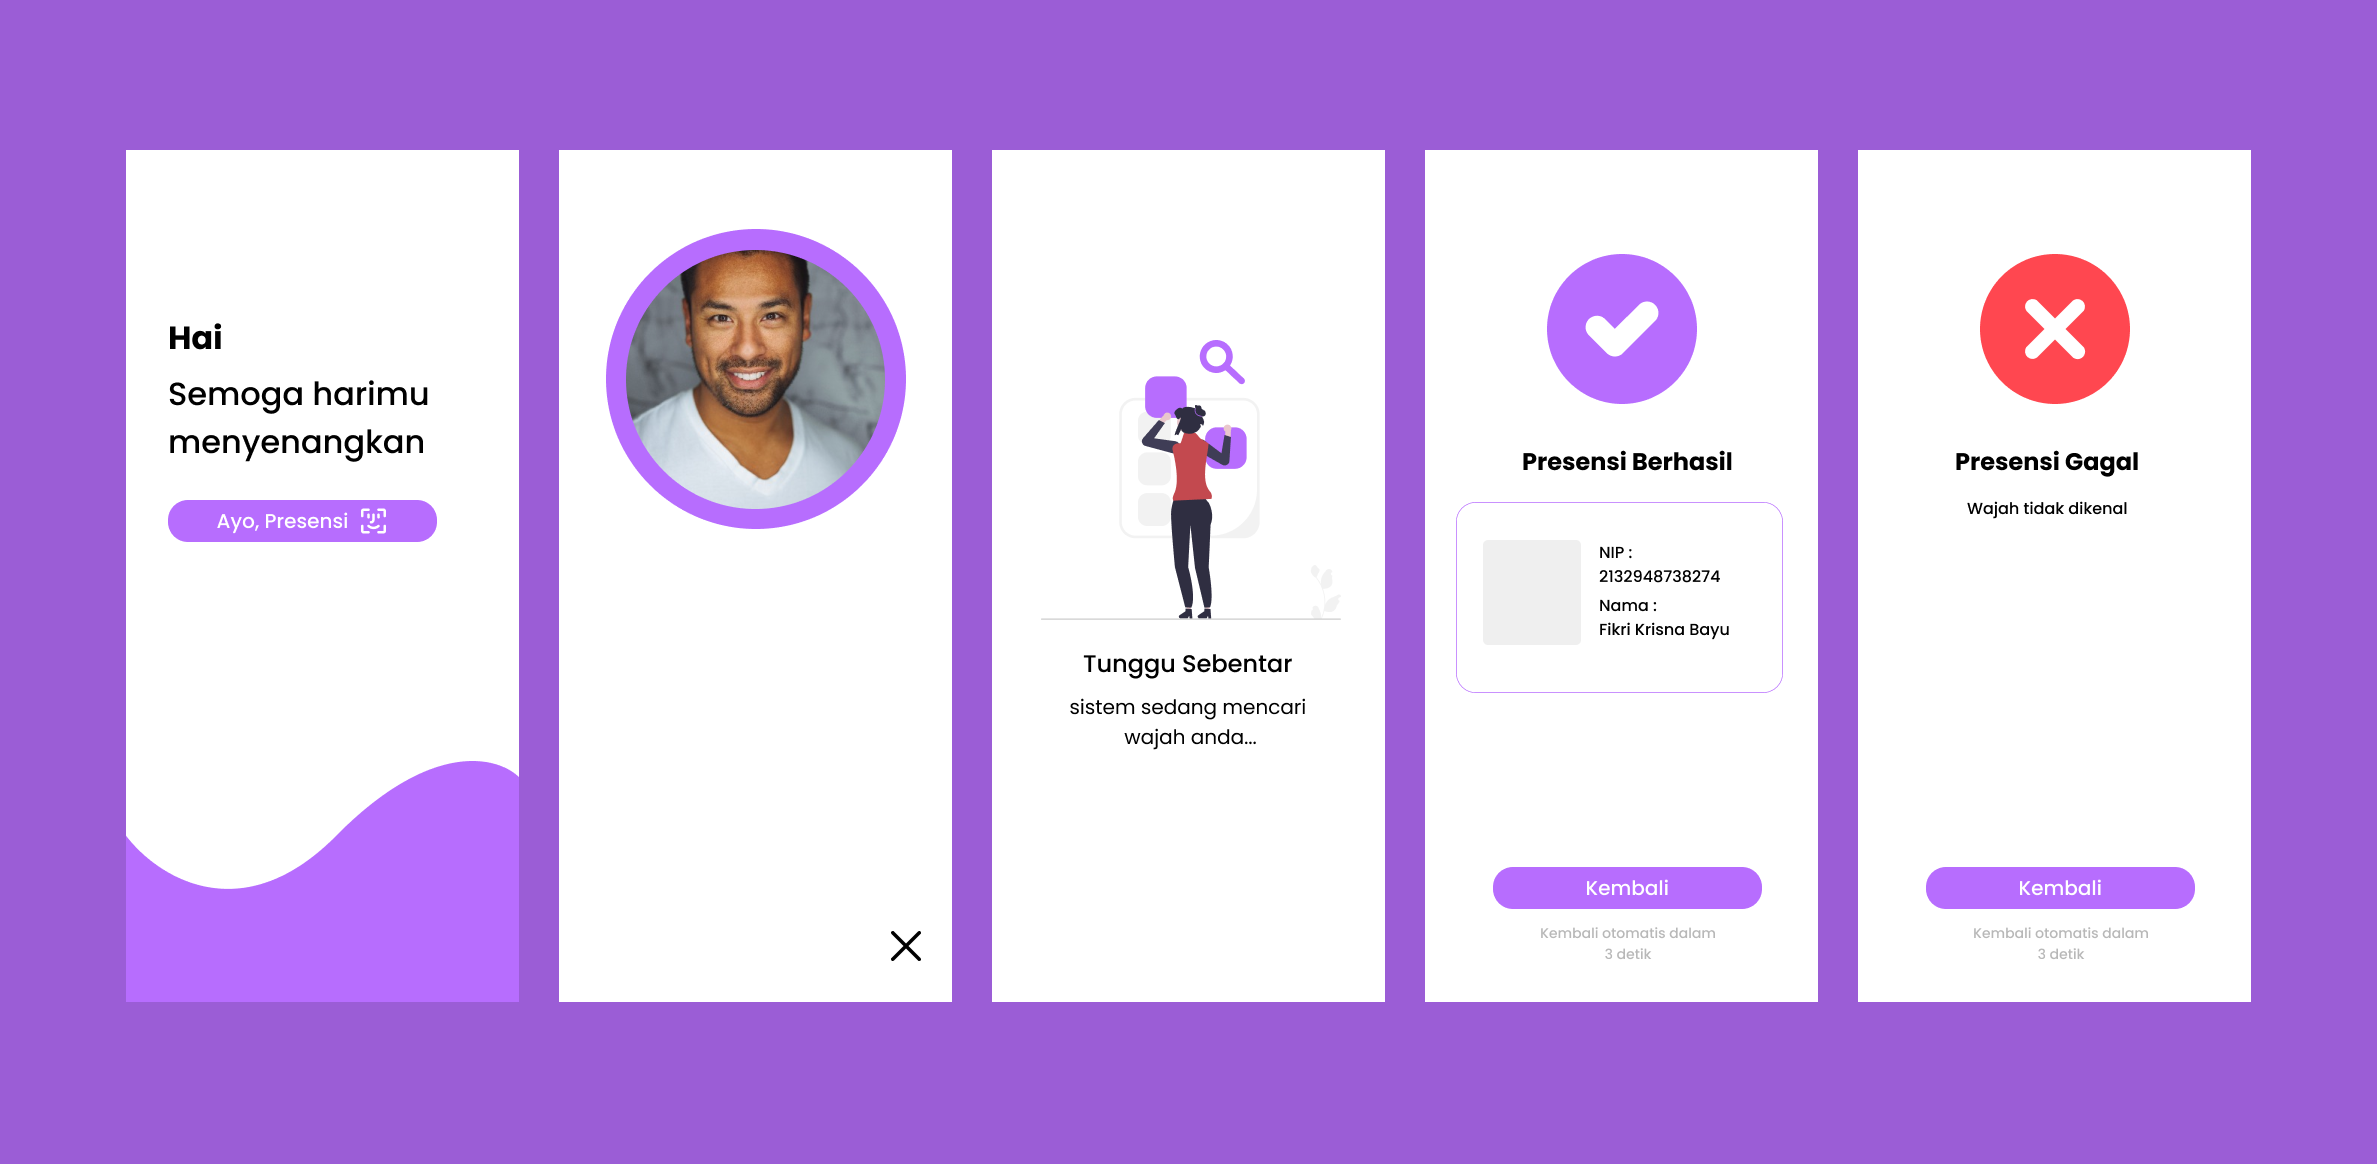 Hai
Semoga harimu
menyenangkan
Ayo, Presensi
Tunggu Sebentar
sistem sedang mencari
wajah anda...
Presensi Berhasil
NIP :
2132948738274
Nama :
Fikri Krisna Bayu
Kembali
Kembali otomatis dalam
3 detik
Presensi Gagal
Wajah tidak dikenal
Kembali
Kembali otomatis dalam
3 detik